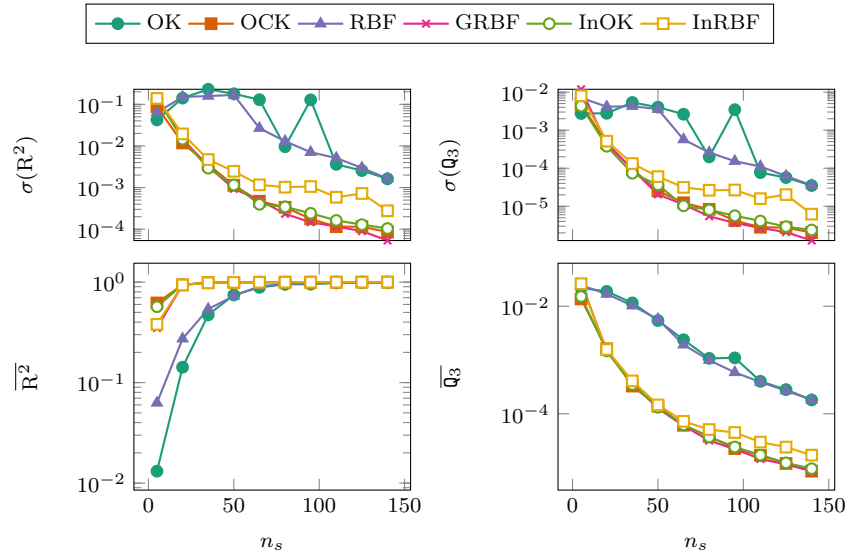 OK OCK RBF GRBF InOK InRBF
10⁻¹
10⁻²
10⁻³
10⁻⁴
σ(R²)
10⁻²
10⁻³
10⁻⁴
10⁻⁵
σ(Q₃)
10⁰
10⁻¹
10⁻²
R̅²
0 50 100 150
nₛ
10⁻²
10⁻⁴
Q̅₃
0 50 100 150
nₛ